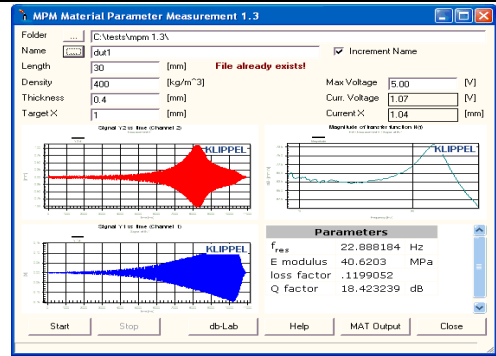 MPM Material Parameter Measurement 1.3
Folder ... C:\tests\mpm 1.3\
Name ... dut1 Increment Name
Length 30 [mm] File already exists!
Density 400 [kg/m^3] Max Voltage 5.00 [V]
Thickness 0.4 [mm] Curr. Voltage 1.07 [V]
Target X 1 [mm] Current X 1.04 [mm]
Signal Y2 vs time (Channel 2) Magnitude of transfer function H(f)
KLIPPEL KLIPPEL
Signal Y1 vs time (Channel 1)
KLIPPEL
Parameters
fres 22.888184 Hz
E modulus 40.6203 MPa
loss factor .1199052
Q factor 18.423239 dB
Start Stop db-Lab Help MAT Output Close